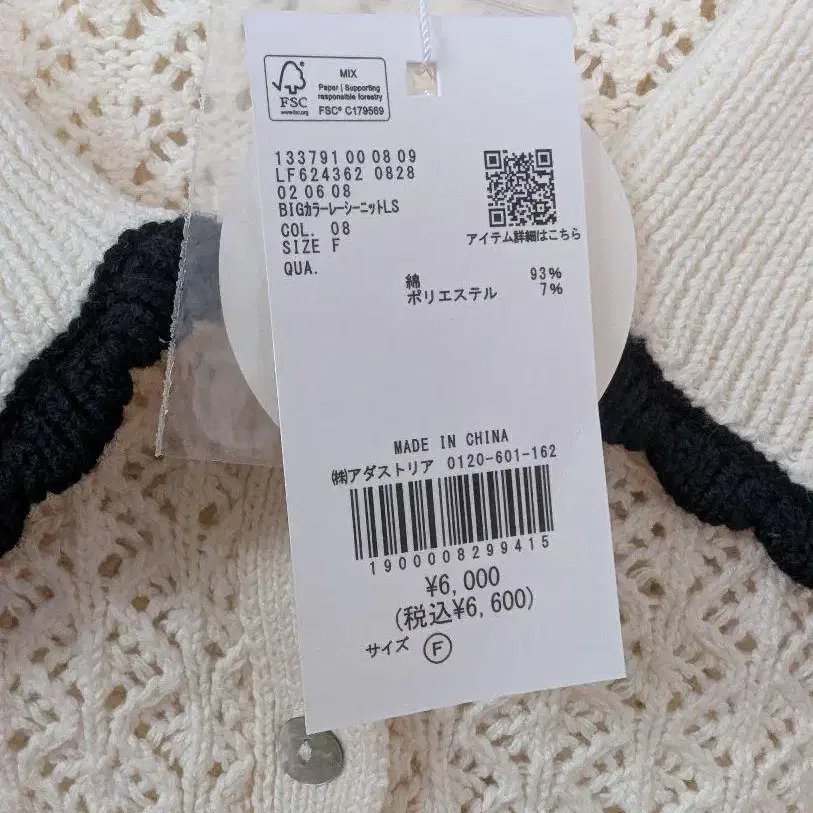 MIX
Paper | Supporting
responsible forestry
FSC® C179569
FSC
www.fsc.org
133791 00 08 09
LF624362 0828
02 06 08
BIGカラーレーシーニットLS
COL. 08
SIZE F
QUA.
アイテム詳細はこちら
綿 93%
ポリエステル 7%
MADE IN CHINA
㈱アダストリア 0120-601-162
1900008299415
¥6,000
(税込¥6,600)
サイズ Ⓕ